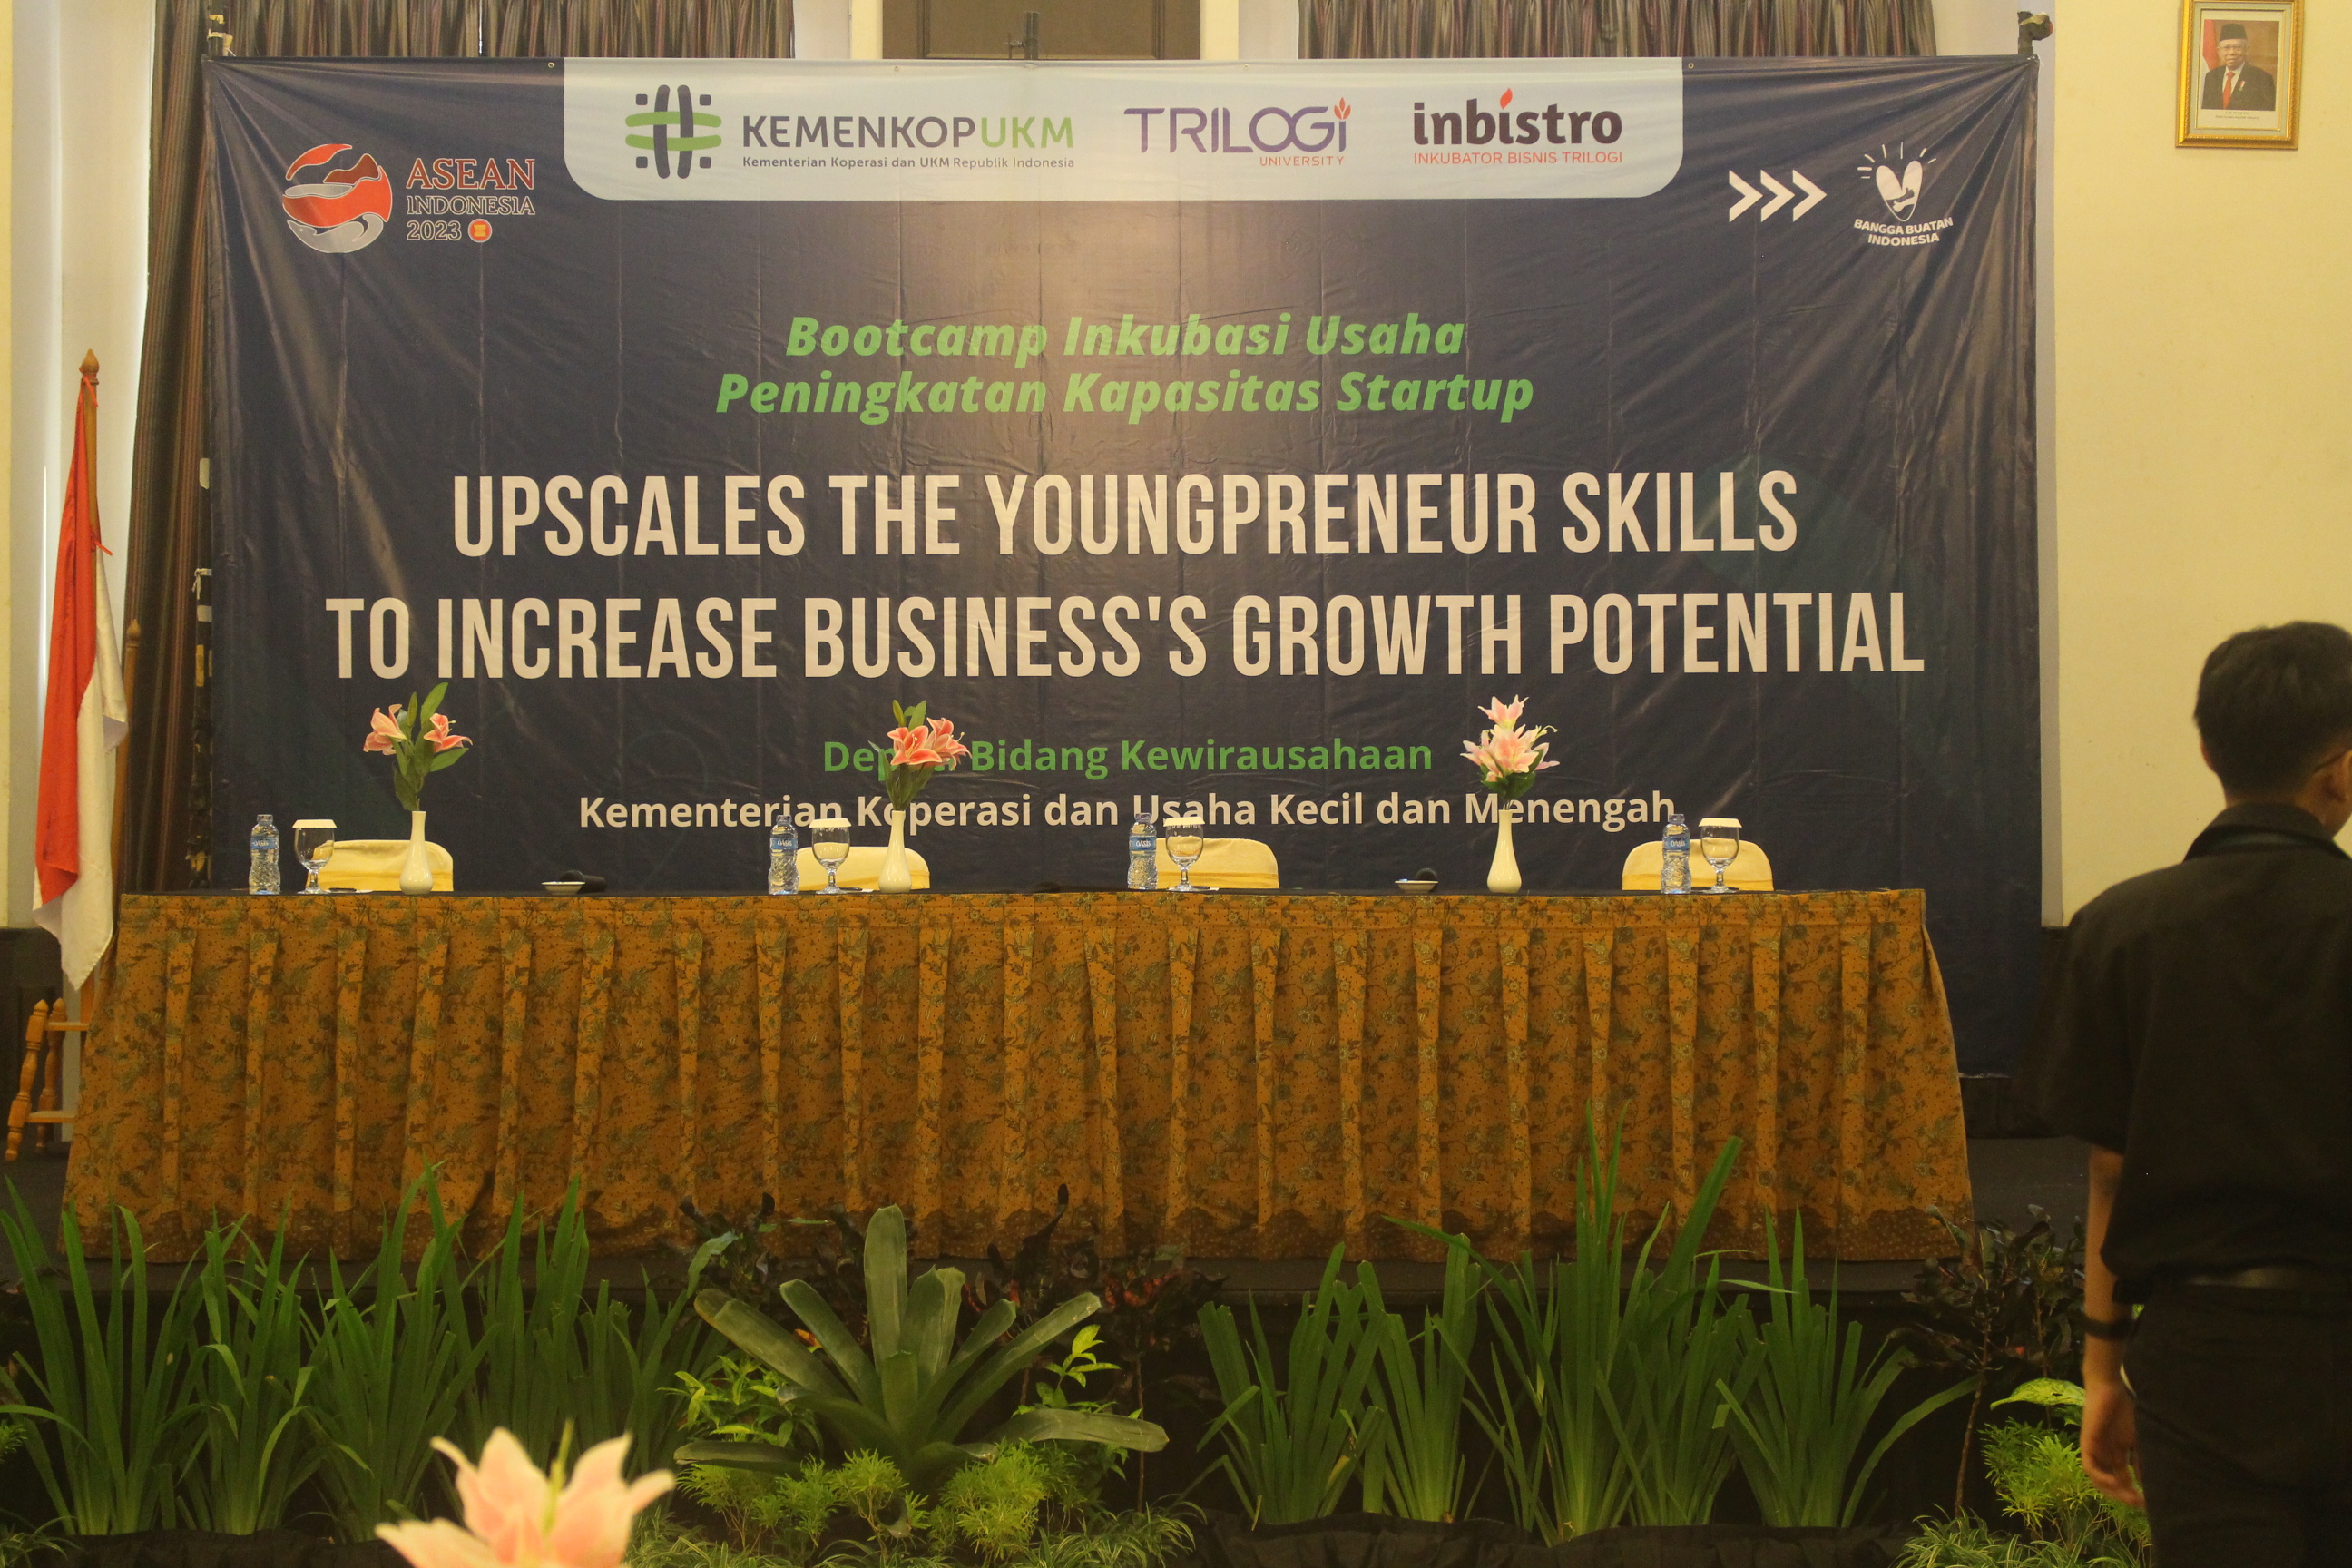 KEMENKOPUKM
Kementerian Koperasi dan UKM Republik Indonesia
TRILOGI
UNIVERSITY
inbistro
INKUBATOR BISNIS TRILOGI
ASEAN
INDONESIA
2023
BANGGA BUATAN
INDONESIA
Bootcamp Inkubasi Usaha
Peningkatan Kapasitas Startup
UPSCALES THE YOUNGPRENEUR SKILLS
TO INCREASE BUSINESS'S GROWTH POTENTIAL
Bidang Kewirausahaan
Kementerian Koperasi dan Usaha Kecil dan Menengah